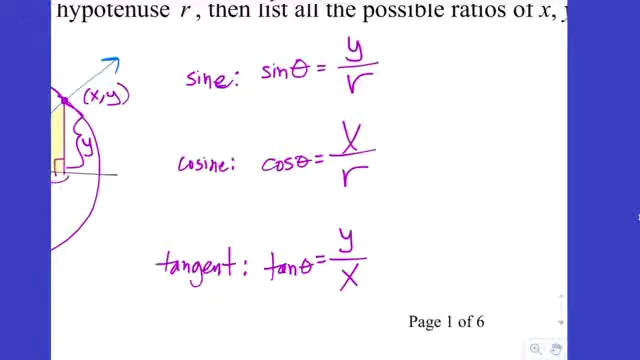 hypotenuse r, then list all the possible ratios of x, y
sine: sinθ = y/r
(x,y)
y
cosine: cosθ = x/r
tangent: tanθ = y/x
Page 1 of 6